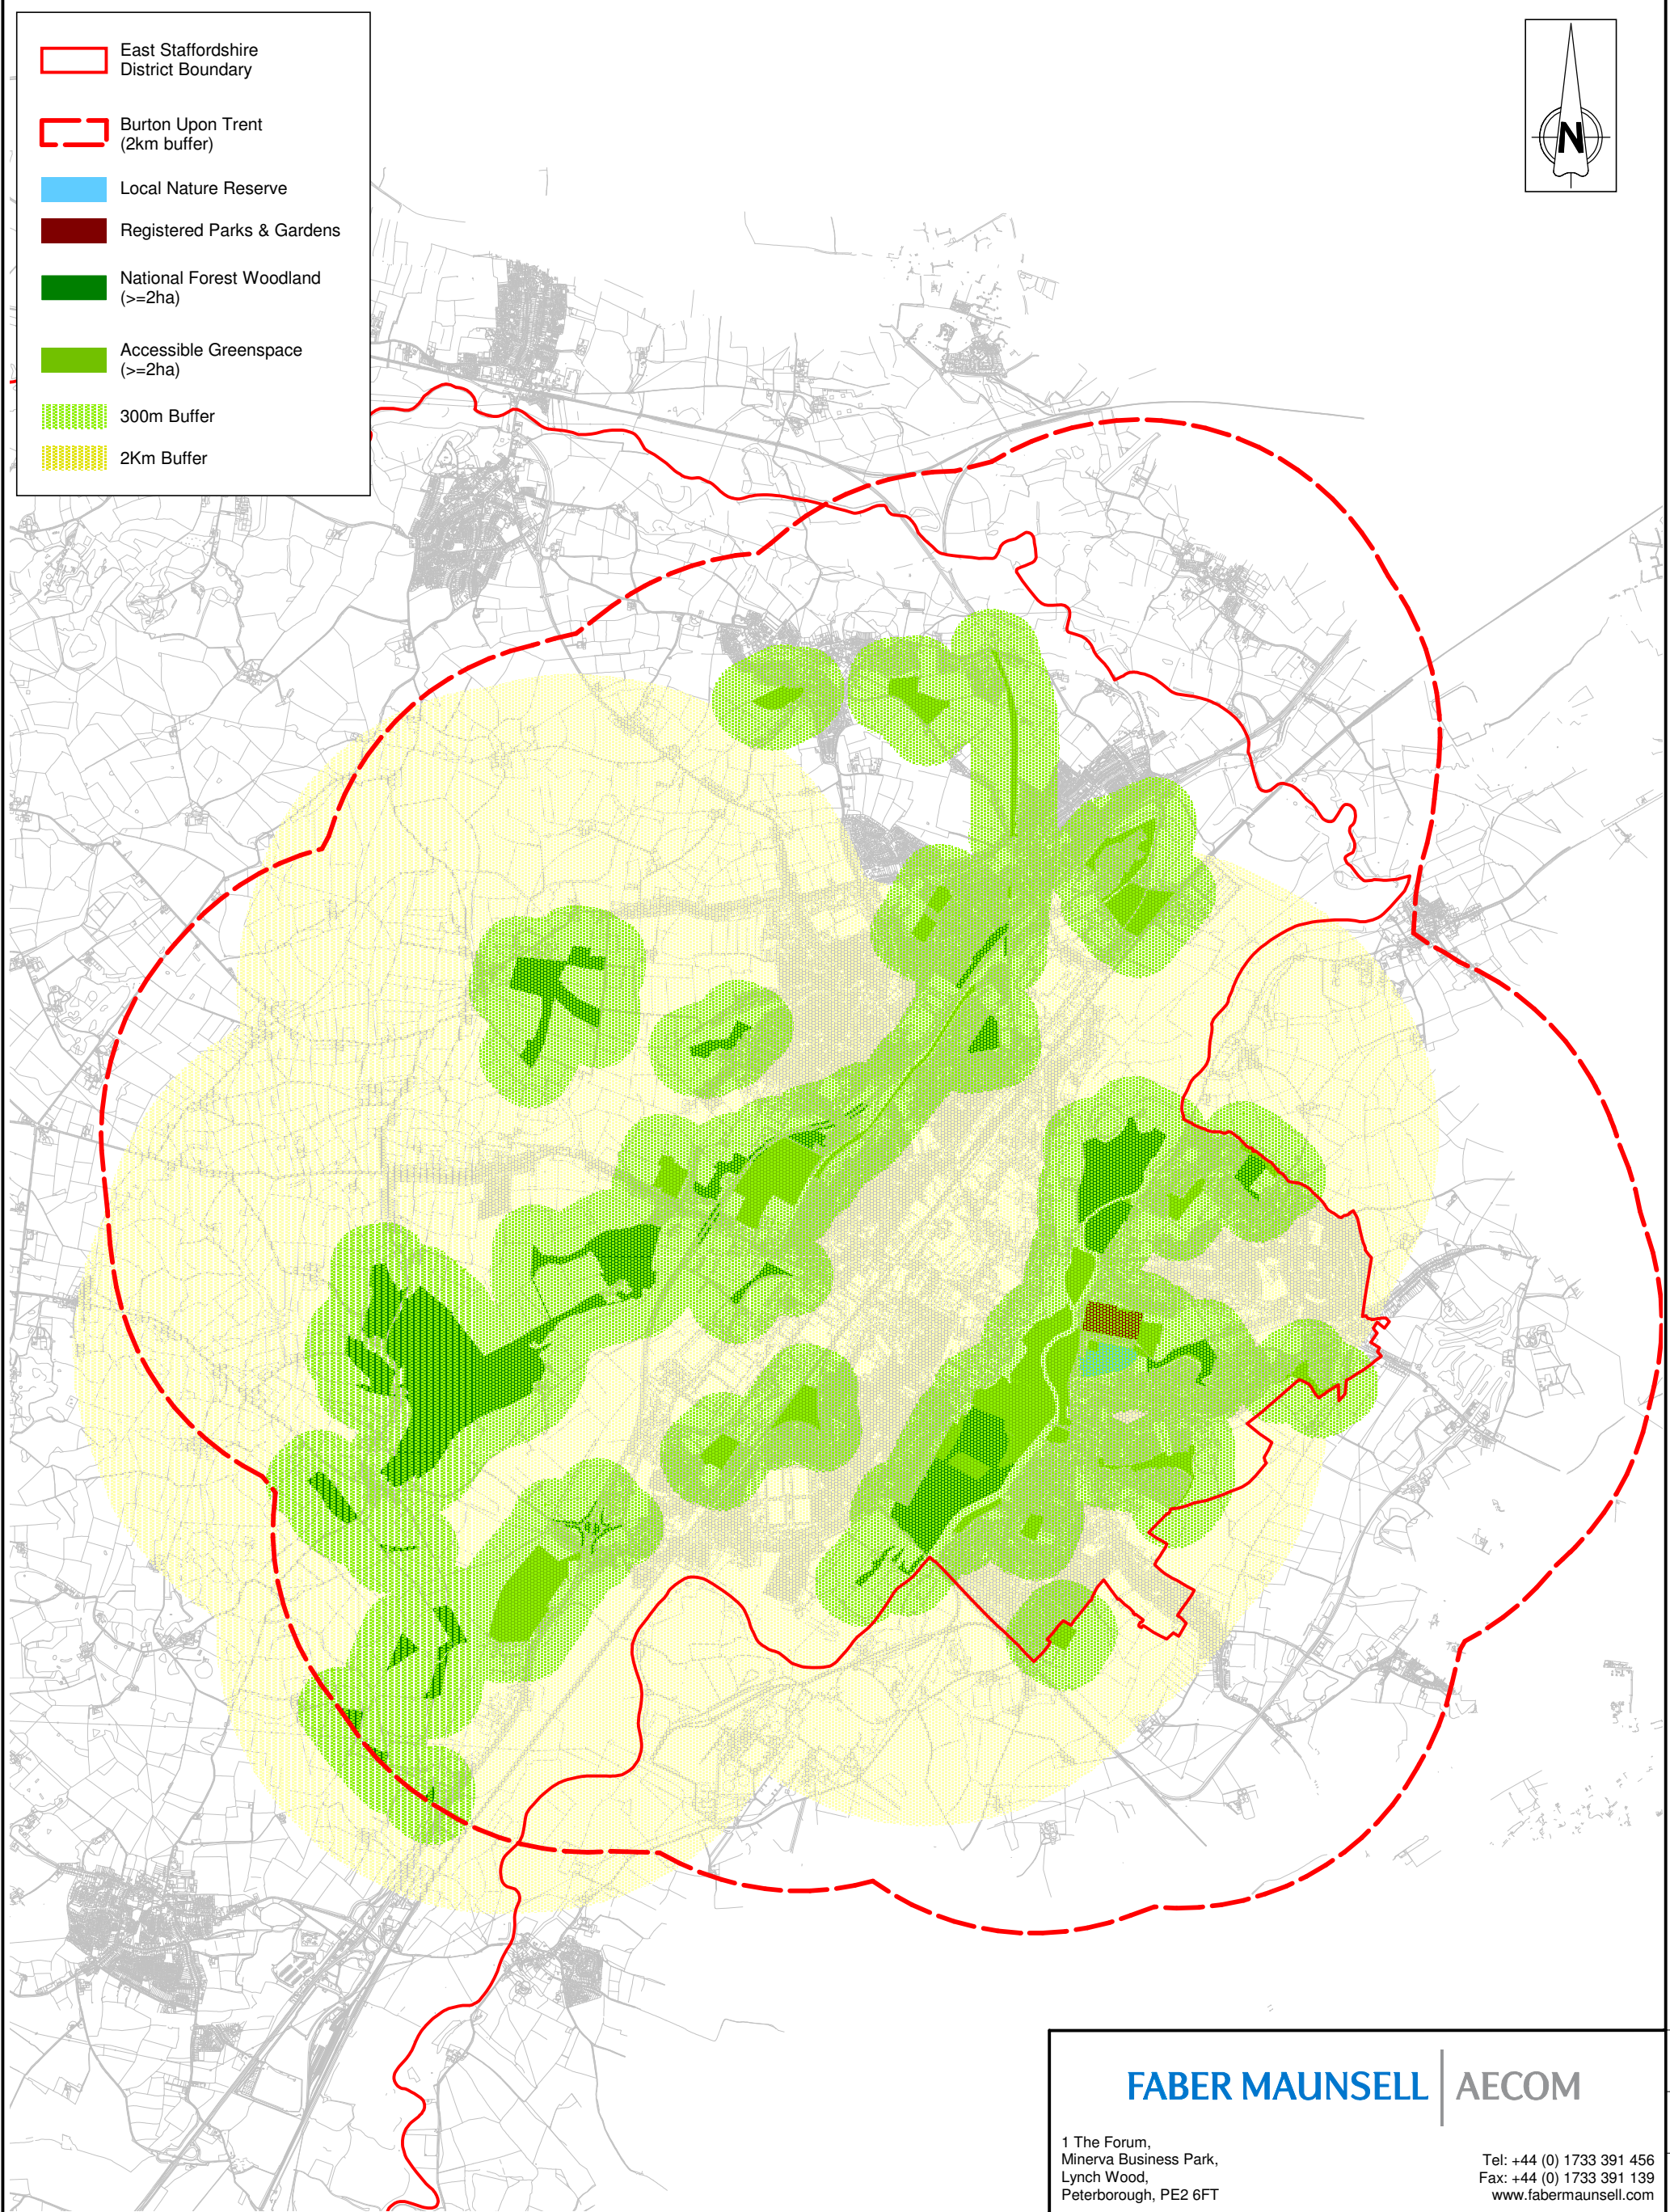 East Staffordshire
District Boundary
Burton Upon Trent
(2km buffer)
Local Nature Reserve
Registered Parks & Gardens
National Forest Woodland
(>=2ha)
Accessible Greenspace
(>=2ha)
300m Buffer
2Km Buffer
N
FABER MAUNSELL | AECOM
1 The Forum,
Minerva Business Park,
Lynch Wood,
Peterborough, PE2 6FT
Tel: +44 (0) 1733 391 456
Fax: +44 (0) 1733 391 139
www.fabermaunsell.com